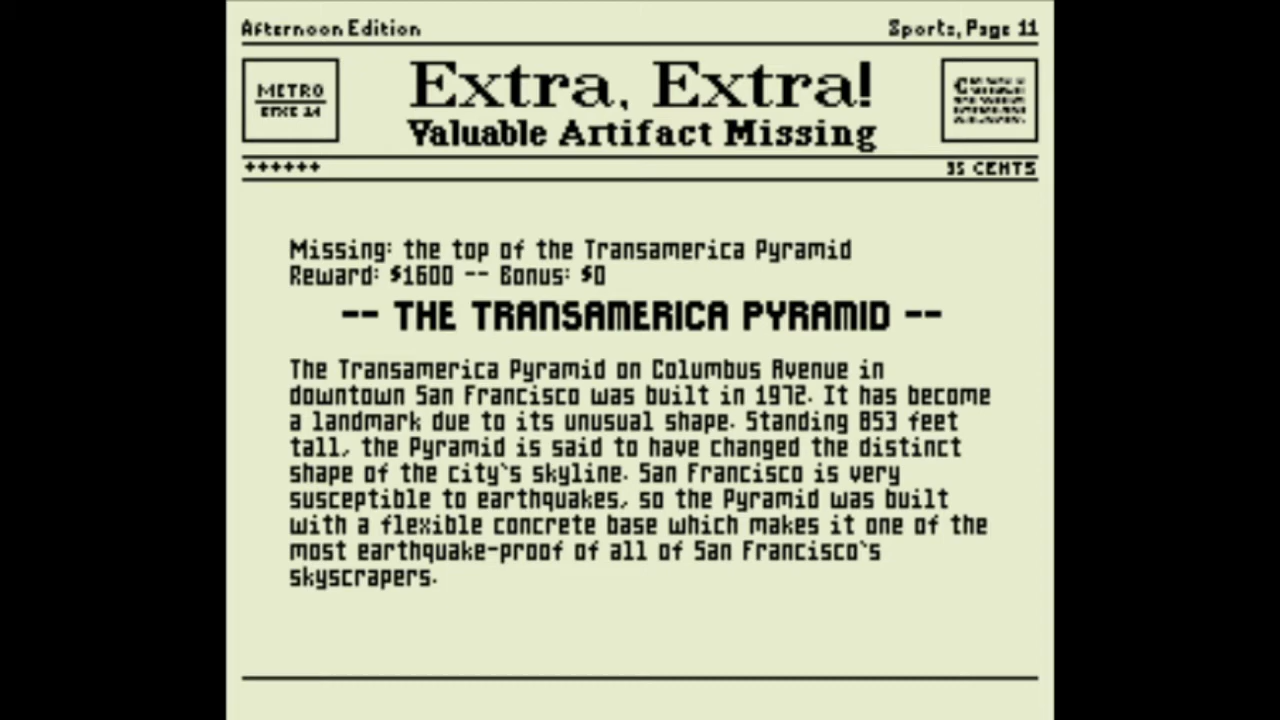 Afternoon Edition
Sports, Page 11
METRO
Extra, Extra!
Valuable Artifact Missing
++++++
35 CENTS
Missing: the top of the Transamerica Pyramid
Reward: $1600 -- Bonus: $0
-- THE TRANSAMERICA PYRAMID --
The Transamerica Pyramid on Columbus Avenue in
downtown San Francisco was built in 1972. It has become
a landmark due to its unusual shape. Standing 853 feet
tall, the Pyramid is said to have changed the distinct
shape of the city's skyline. San Francisco is very
susceptible to earthquakes, so the Pyramid was built
with a flexible concrete base which makes it one of the
most earthquake-proof of all of San Francisco's
skyscrapers.